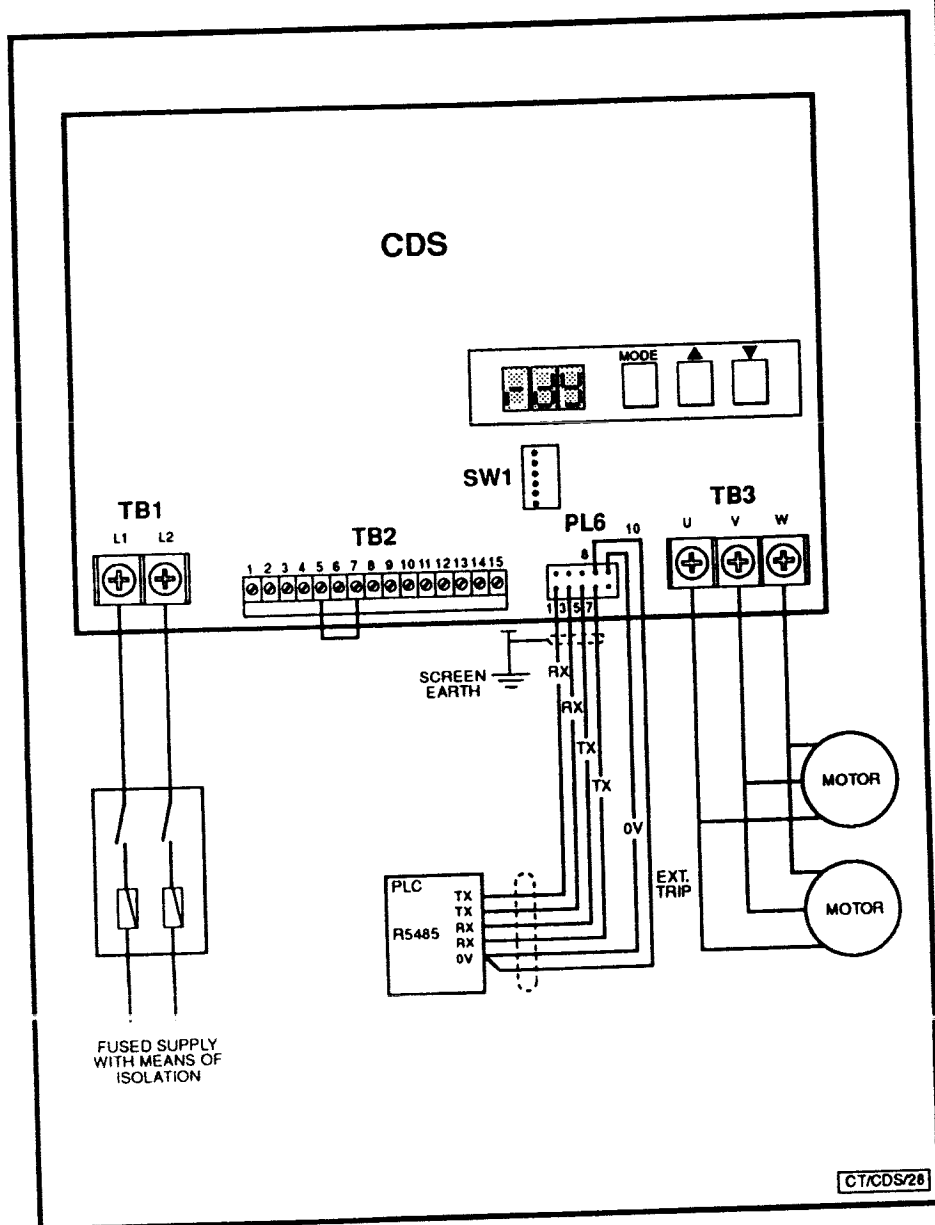 CDS
MODE
SW1
TB1
L1 L2
TB2
1 2 3 4 5 6 7 8 9 10 11 12 13 14 15
PL6
8
10
1 3 5 7
TB3
U V W
SCREEN
EARTH
RX
RX
TX
TX
0V
MOTOR
EXT.
TRIP
MOTOR
PLC
R5485
TX
TX
RX
RX
0V
FUSED SUPPLY
WITH MEANS OF
ISOLATION
CT/CDS/28